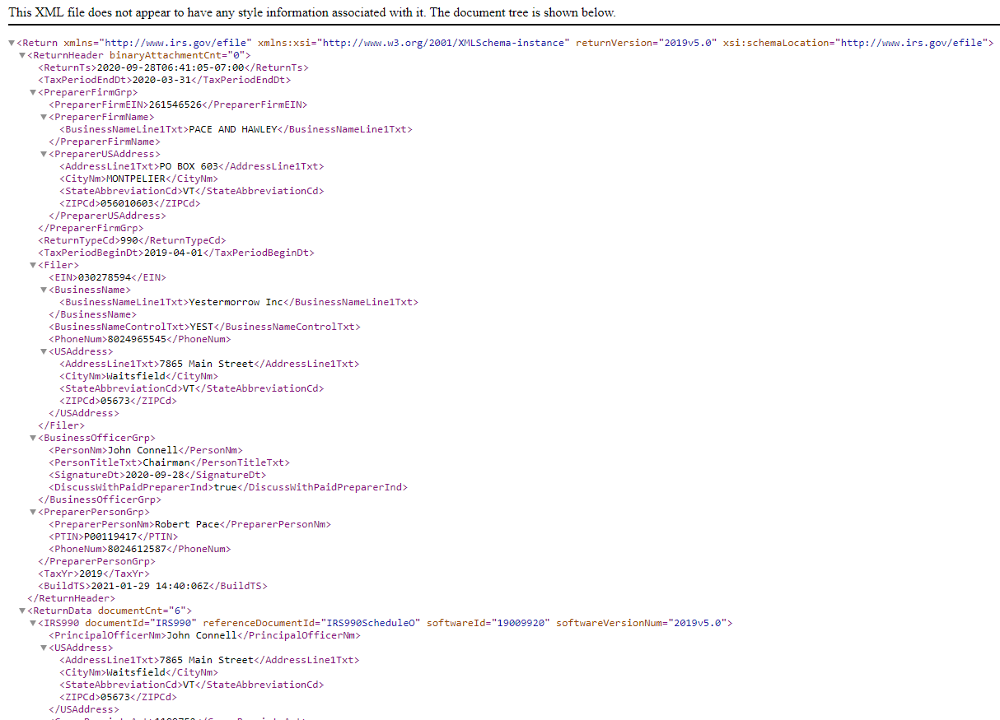 This XML file does not appear to have any style information associated with it. The document tree is shown below.
▼<Return xmlns="http://www.irs.gov/efile" xmlns:xsi="http://www.w3.org/2001/XMLSchema-instance" returnVersion="2019v5.0" xsi:schemaLocation="http://www.irs.gov/efile">
▼<ReturnHeader binaryAttachmentCnt="0">
<ReturnTs>2020-09-28T06:41:05-07:00</ReturnTs>
<TaxPeriodEndDt>2020-03-31</TaxPeriodEndDt>
▼<PreparerFirmGrp>
<PreparerFirmEIN>261546526</PreparerFirmEIN>
▼<PreparerFirmName>
<BusinessNameLine1Txt>PACE AND HAWLEY</BusinessNameLine1Txt>
</PreparerFirmName>
▼<PreparerUSAddress>
<AddressLine1Txt>PO BOX 603</AddressLine1Txt>
<CityNm>MONTPELIER</CityNm>
<StateAbbreviationCd>VT</StateAbbreviationCd>
<ZIPCd>056010603</ZIPCd>
</PreparerUSAddress>
</PreparerFirmGrp>
<ReturnTypeCd>990</ReturnTypeCd>
<TaxPeriodBeginDt>2019-04-01</TaxPeriodBeginDt>
▼<Filer>
<EIN>030278594</EIN>
▼<BusinessName>
<BusinessNameLine1Txt>Yestermorrow Inc</BusinessNameLine1Txt>
</BusinessName>
<BusinessNameControlTxt>YEST</BusinessNameControlTxt>
<PhoneNum>8024965545</PhoneNum>
▼<USAddress>
<AddressLine1Txt>7865 Main Street</AddressLine1Txt>
<CityNm>Waitsfield</CityNm>
<StateAbbreviationCd>VT</StateAbbreviationCd>
<ZIPCd>05673</ZIPCd>
</USAddress>
</Filer>
▼<BusinessOfficerGrp>
<PersonNm>John Connell</PersonNm>
<PersonTitleTxt>Chairman</PersonTitleTxt>
<SignatureDt>2020-09-28</SignatureDt>
<DiscussWithPaidPreparerInd>true</DiscussWithPaidPreparerInd>
</BusinessOfficerGrp>
▼<PreparerPersonGrp>
<PreparerPersonNm>Robert Pace</PreparerPersonNm>
<PTIN>P00119417</PTIN>
<PhoneNum>8024612587</PhoneNum>
</PreparerPersonGrp>
<TaxYr>2019</TaxYr>
<BuildTS>2021-01-29 14:40:06Z</BuildTS>
</ReturnHeader>
▼<ReturnData documentCnt="6">
▼<IRS990 documentId="IRS990" referenceDocumentId="IRS990ScheduleO" softwareId="19009920" softwareVersionNum="2019v5.0">
<PrincipalOfficerNm>John Connell</PrincipalOfficerNm>
▼<USAddress>
<AddressLine1Txt>7865 Main Street</AddressLine1Txt>
<CityNm>Waitsfield</CityNm>
<StateAbbreviationCd>VT</StateAbbreviationCd>
<ZIPCd>05673</ZIPCd>
</USAddress>